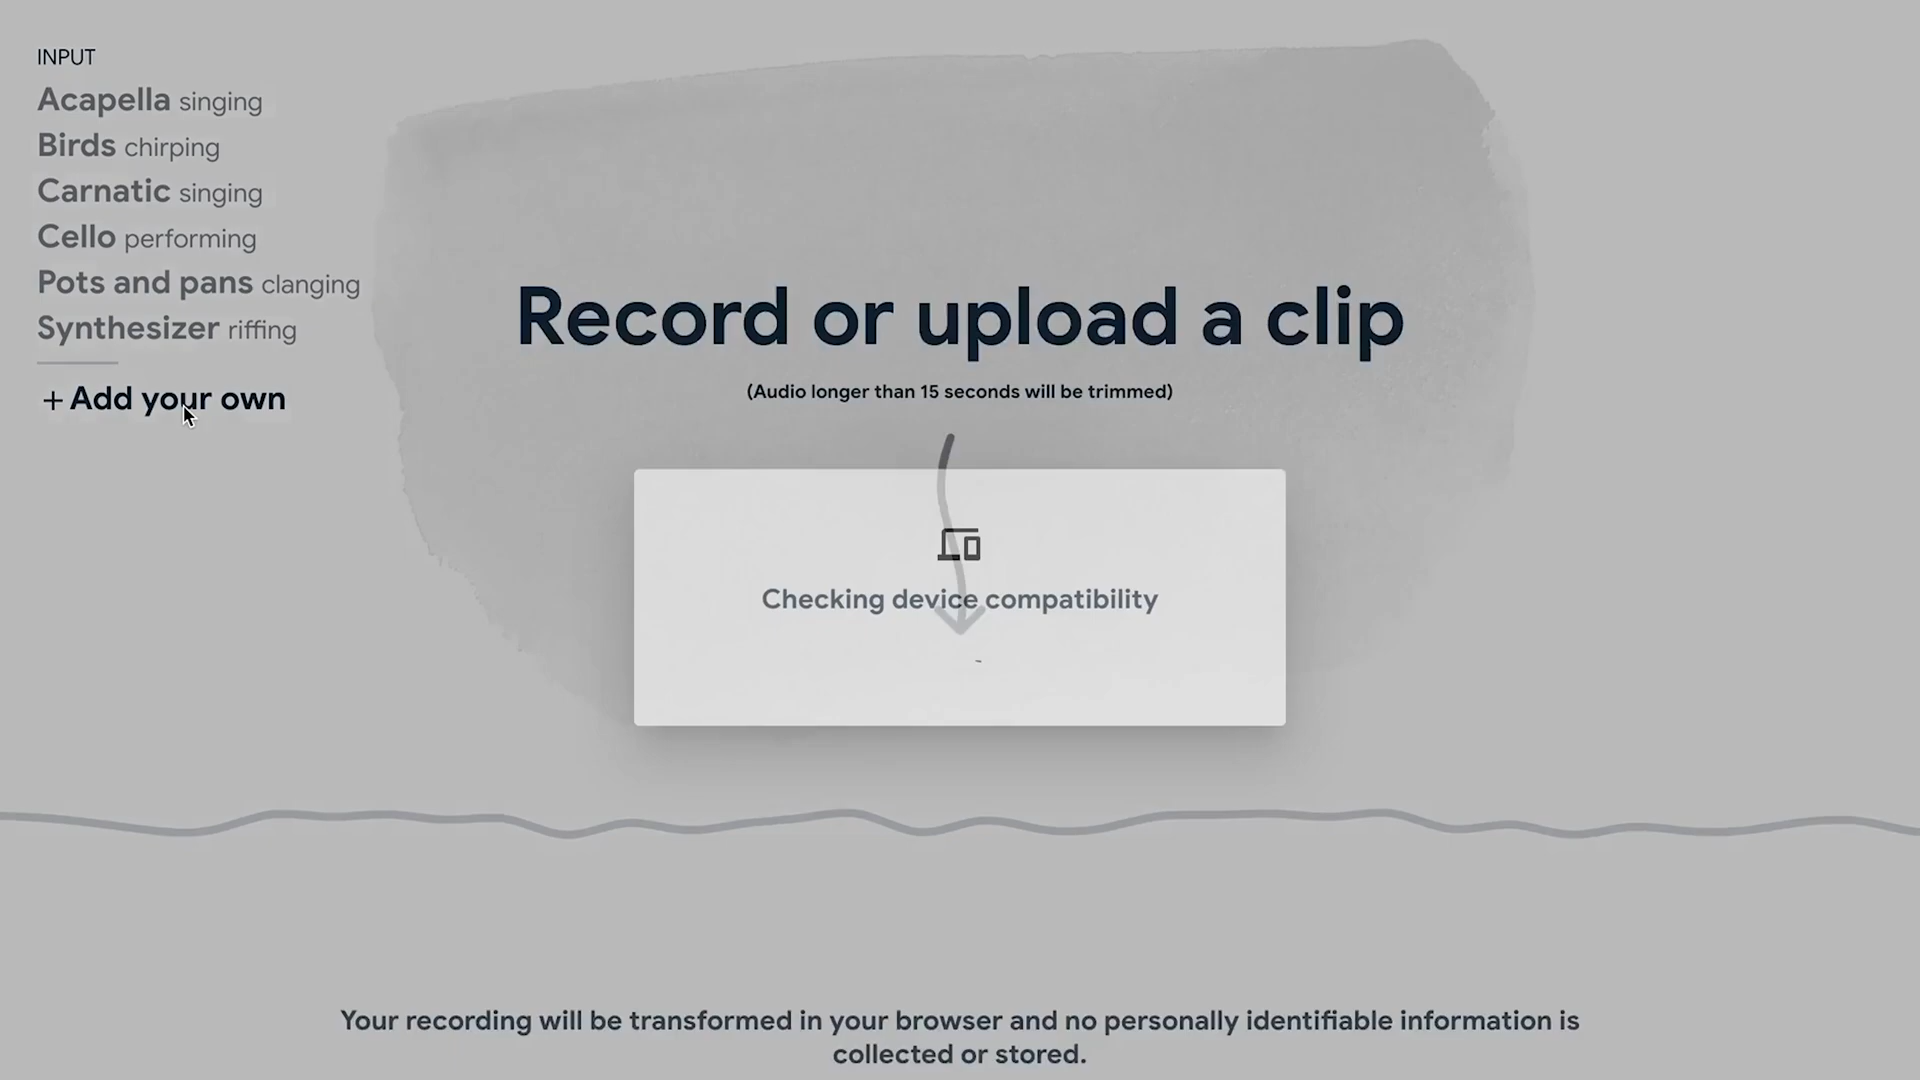 INPUT
Acapella singing
Birds chirping
Carnatic singing
Cello performing
Pots and pans clanging
Synthesizer riffing
+ Add your own
Record or upload a clip
(Audio longer than 15 seconds will be trimmed)
Checking device compatibility
Your recording will be transformed in your browser and no personally identifiable information is
collected or stored.